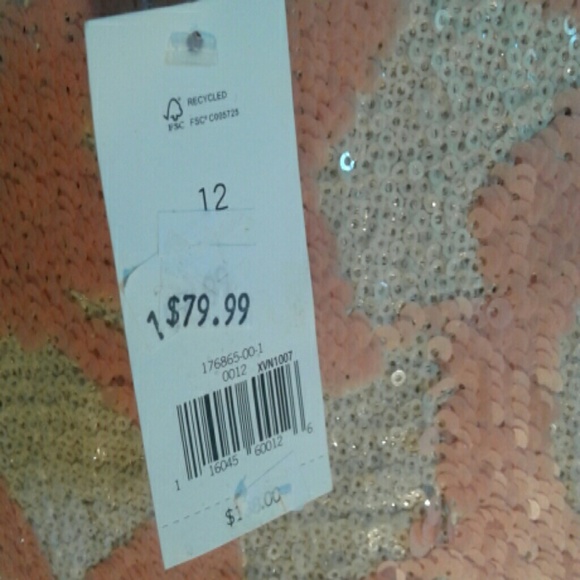 RECYCLED
FSC FSC® C005725
12
$79.99
176865-00-1
0012 XVN1007
1 16045 60012 6